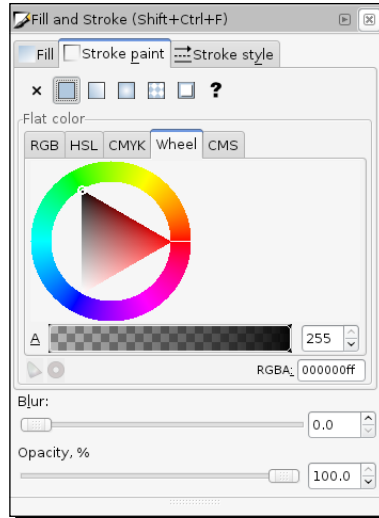 Fill and Stroke (Shift+Ctrl+F)
Fill Stroke paint Stroke style
?
Flat color
RGB HSL CMYK Wheel CMS
A 255
RGBA: 000000ff
Blur:
0.0
Opacity, %
100.0